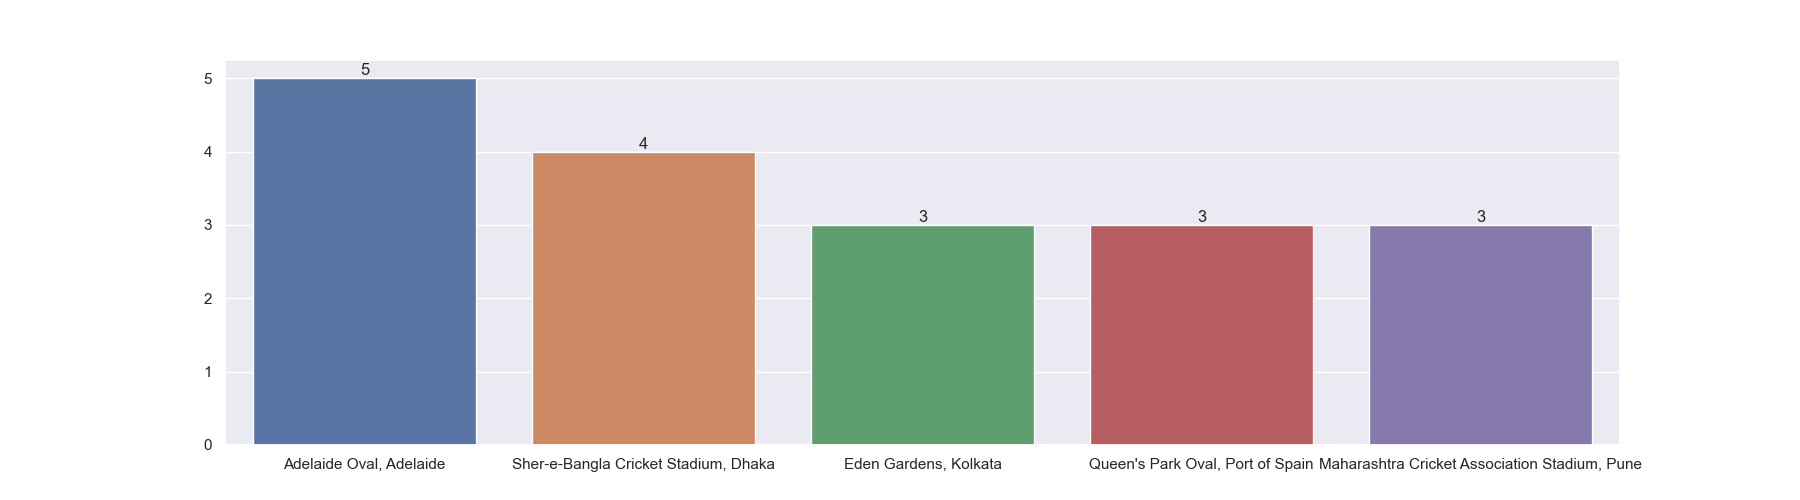 5
4
3
3
3
5
4
3
2
1
0
Adelaide Oval, Adelaide
Sher-e-Bangla Cricket Stadium, Dhaka
Eden Gardens, Kolkata
Queen's Park Oval, Port of Spain
Maharashtra Cricket Association Stadium, Pune